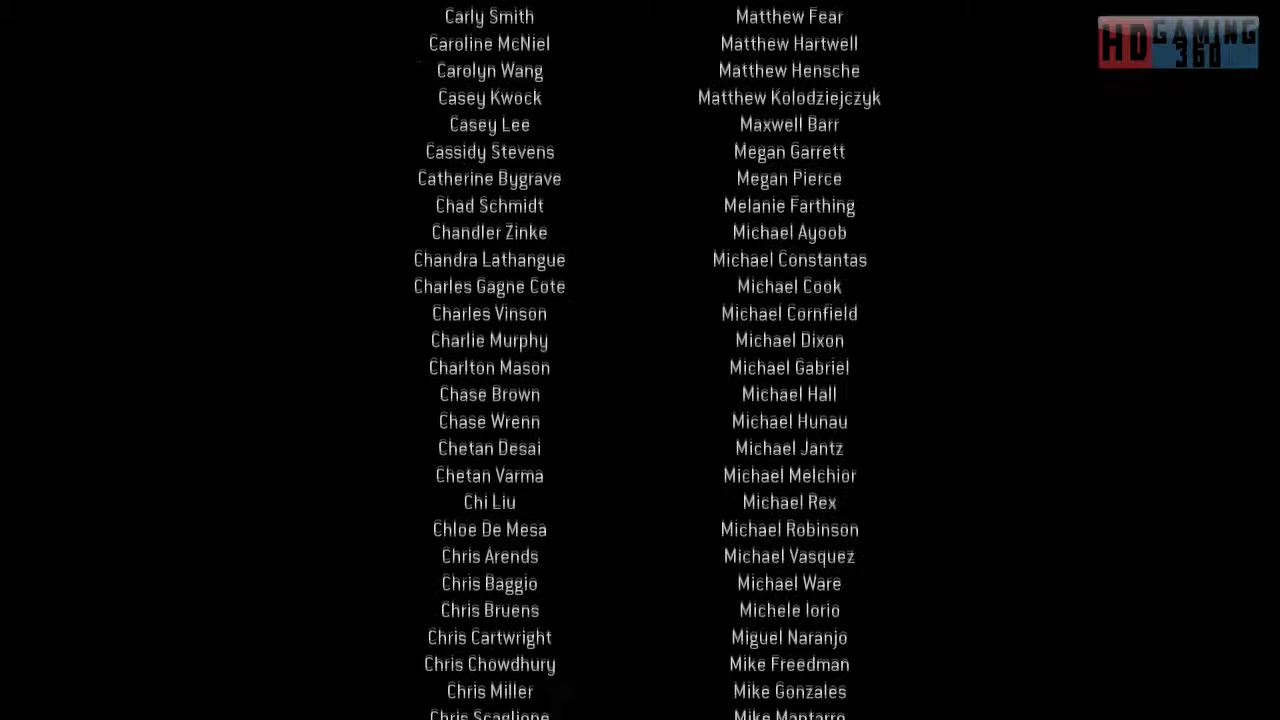 Carly Smith
Caroline McNiel
Carolyn Wang
Casey Kwock
Casey Lee
Cassidy Stevens
Catherine Bygrave
Chad Schmidt
Chandler Zinke
Chandra Lathangue
Charles Gagne Cote
Charles Vinson
Charlie Murphy
Charlton Mason
Chase Brown
Chase Wrenn
Chetan Desai
Chetan Varma
Chi Liu
Chloe De Mesa
Chris Arends
Chris Baggio
Chris Bruens
Chris Cartwright
Chris Chowdhury
Chris Miller
Chris Scaglione
Matthew Fear
Matthew Hartwell
Matthew Hensche
Matthew Kolodziejczyk
Maxwell Barr
Megan Garrett
Megan Pierce
Melanie Farthing
Michael Ayoob
Michael Constantas
Michael Cook
Michael Cornfield
Michael Dixon
Michael Gabriel
Michael Hall
Michael Hunau
Michael Jantz
Michael Melchior
Michael Rex
Michael Robinson
Michael Vasquez
Michael Ware
Michele Iorio
Miguel Naranjo
Mike Freedman
Mike Gonzales
Mike Mantarro
HD GAMING
360